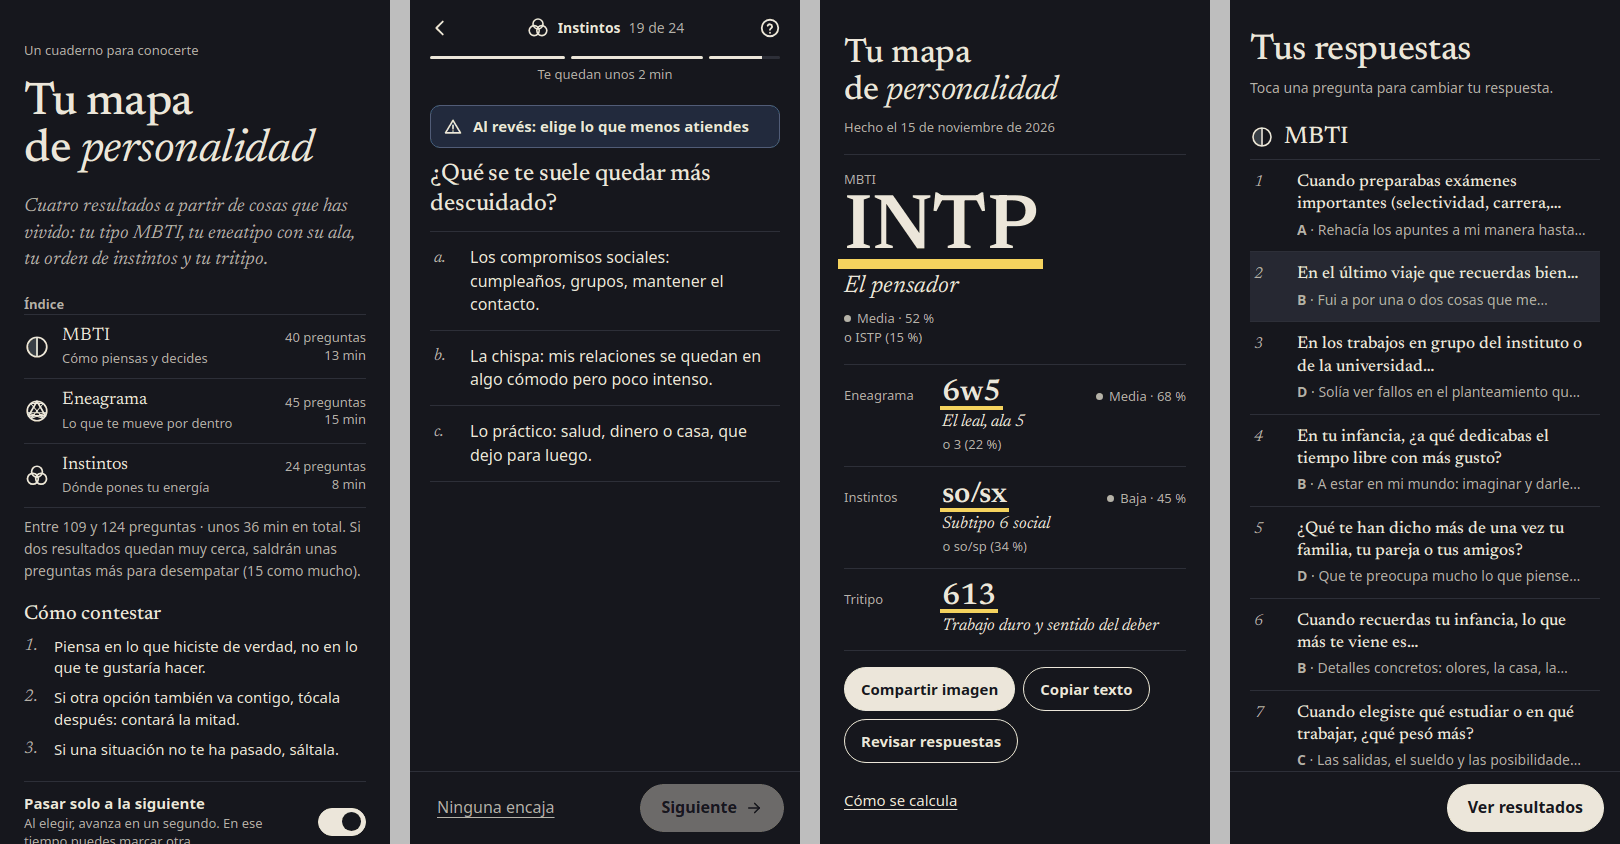 Un cuaderno para conocerte
Tu mapa
de personalidad
Cuatro resultados a partir de cosas que has
vivido: tu tipo MBTI, tu eneatipo con su ala,
tu orden de instintos y tu tritipo.
Índice
MBTI
Cómo piensas y decides
40 preguntas
13 min
Eneagrama
Lo que te mueve por dentro
45 preguntas
15 min
Instintos
Dónde pones tu energía
24 preguntas
8 min
Entre 109 y 124 preguntas · unos 36 min en total. Si
dos resultados quedan muy cerca, saldrán unas
preguntas más para desempatar (15 como mucho).
Cómo contestar
1. Piensa en lo que hiciste de verdad, no en lo
que te gustaría hacer.
2. Si otra opción también va contigo, tócala
después: contará la mitad.
3. Si una situación no te ha pasado, sáltala.
Pasar solo a la siguiente
Al elegir, avanza en un segundo. En ese
tiempo puedes marcar otra
Instintos 19 de 24
Te quedan unos 2 min
Al revés: elige lo que menos atiendes
¿Qué se te suele quedar más
descuidado?
a. Los compromisos sociales:
cumpleaños, grupos, mantener el
contacto.
b. La chispa: mis relaciones se quedan en
algo cómodo pero poco intenso.
c. Lo práctico: salud, dinero o casa, que
dejo para luego.
Ninguna encaja
Siguiente →
Tu mapa
de personalidad
Hecho el 15 de noviembre de 2026
MBTI
INTP
El pensador
Media · 52 %
o ISTP (15 %)
Eneagrama
6w5
Media · 68 %
El leal, ala 5
o 3 (22 %)
Instintos
so/sx
Baja · 45 %
Subtipo 6 social
o so/sp (34 %)
Tritipo
613
Trabajo duro y sentido del deber
Compartir imagen
Copiar texto
Revisar respuestas
Cómo se calcula
Tus respuestas
Toca una pregunta para cambiar tu respuesta.
MBTI
1 Cuando preparabas exámenes
importantes (selectividad, carrera,...
A · Rehacía los apuntes a mi manera hasta...
2 En el último viaje que recuerdas bien...
B · Fui a por una o dos cosas que me...
3 En los trabajos en grupo del instituto o
de la universidad...
D · Solía ver fallos en el planteamiento qu...
4 En tu infancia, ¿a qué dedicabas el
tiempo libre con más gusto?
B · A estar en mi mundo: imaginar y darle...
5 ¿Qué te han dicho más de una vez tu
familia, tu pareja o tus amigos?
D · Que te preocupa mucho lo que piense...
6 Cuando recuerdas tu infancia, lo que
más te viene es...
B · Detalles concretos: olores, la casa, la...
7 Cuando elegiste qué estudiar o en qué
trabajar, ¿qué pesó más?
C · Las salidas, el sueldo y las posibilidade...
Ver resultados